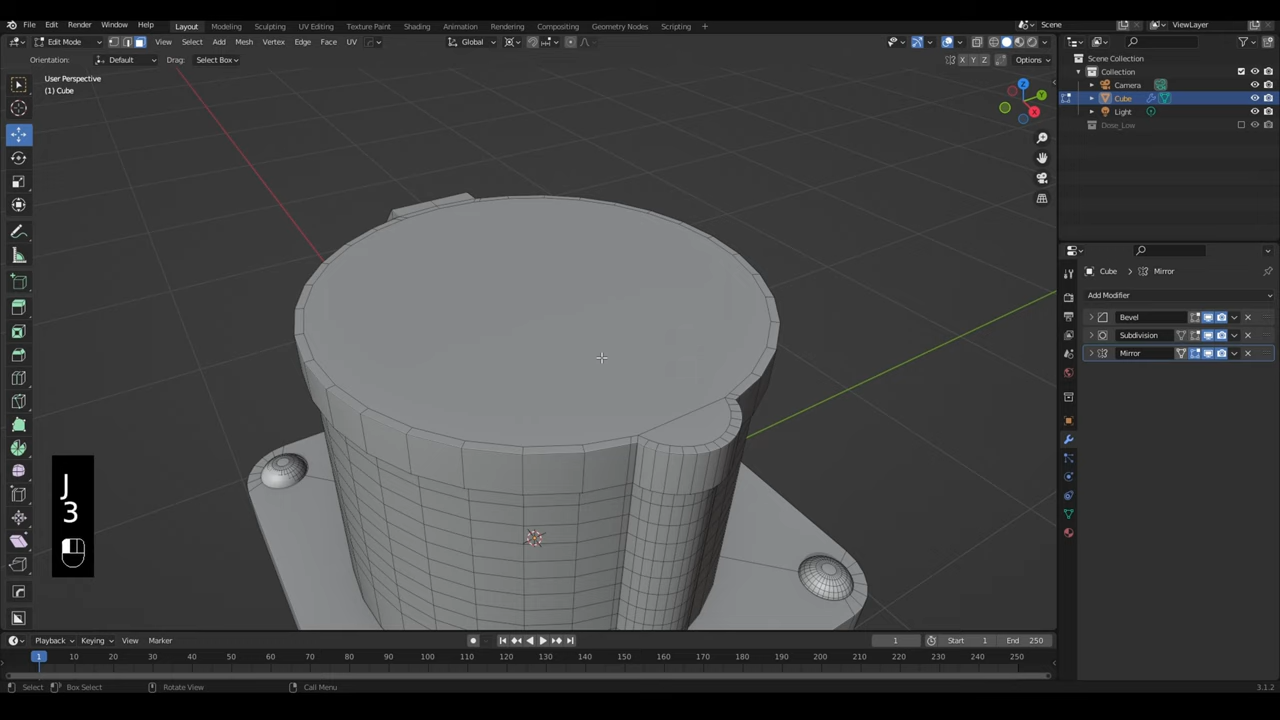 File Edit Render Window Help Layout Modeling Sculpting UV Editing Texture Paint Shading Animation Rendering Compositing Geometry Nodes Scripting + Scene ViewLayer
Edit Mode View Select Add Mesh Vertex Edge Face UV Global
Orientation: Default Drag: Select Box X Y Z Options
User Perspective
(1) Cube
Z
Y
X
Scene Collection
Collection
Camera
Cube
Light
Dose_Low
Cube > Mirror
Add Modifier
Bevel
Subdivision
Mirror
J
3
Playback Keying View Marker 1 Start 1 End 250
1 10 20 30 40 50 60 70 80 90 100 110 120 130 140 150 160 170 180 190 200 210 220 230 240 250
Select Box Select Rotate View Call Menu 3.1.2